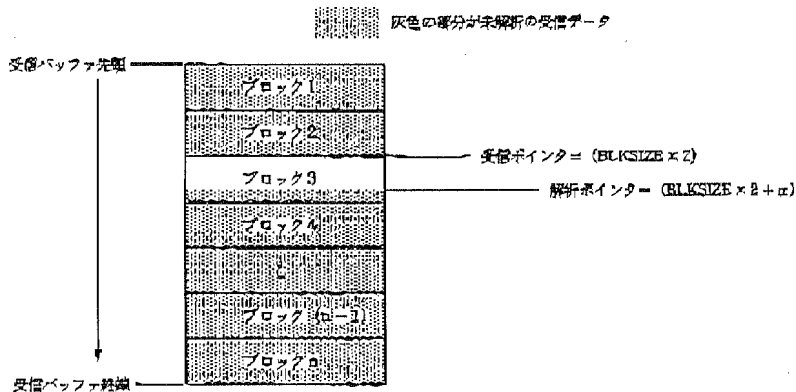 灰色の部分が未解析の受信データ
受信バッファ先頭
ブロック1
ブロック2
受信ポインタ＝（BLKSIZE×2）
ブロック3
解析ポインタ＝（BLKSIZE×2＋α）
ブロック4
ブロック（n－1）
ブロックn
受信バッファ終端